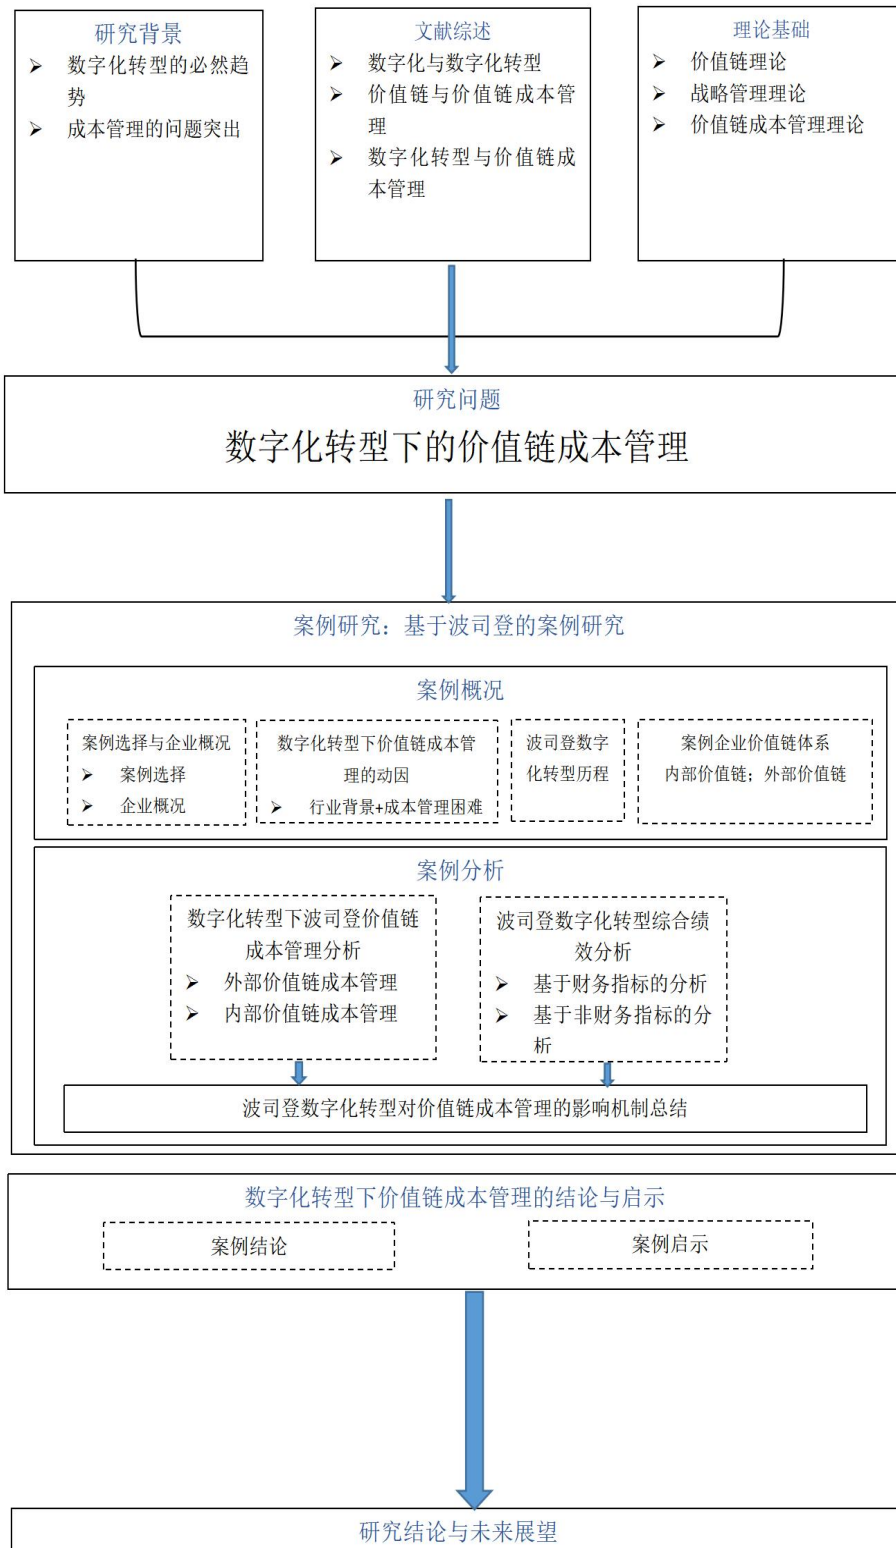 研究背景
➢ 数字化转型的必然趋
势
➢ 成本管理的问题突出
文献综述
➢ 数字化与数字化转型
➢ 价值链与价值链成本管
理
➢ 数字化转型与价值链成
本管理
理论基础
➢ 价值链理论
➢ 战略管理理论
➢ 价值链成本管理理论
研究问题
数字化转型下的价值链成本管理
案例研究：基于波司登的案例研究
案例概况
案例选择与企业概况
➢ 案例选择
➢ 企业概况
数字化转型下价值链成本管
理的动因
➢ 行业背景+成本管理困难
波司登数字
化转型历程
案例企业价值链体系
内部价值链；外部价值链
案例分析
数字化转型下波司登价值链
成本管理分析
➢ 外部价值链成本管理
➢ 内部价值链成本管理
波司登数字化转型综合绩
效分析
➢ 基于财务指标的分析
➢ 基于非财务指标的分
析
波司登数字化转型对价值链成本管理的影响机制总结
数字化转型下价值链成本管理的结论与启示
案例结论
案例启示
研究结论与未来展望